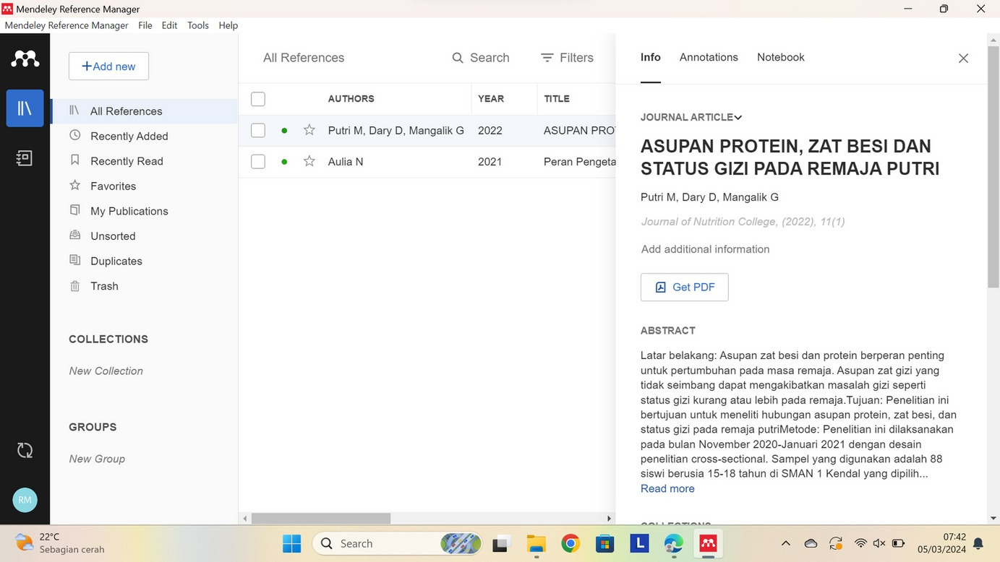 Mendeley Reference Manager
Mendeley Reference Manager File Edit Tools Help
+Add new
All References
Recently Added
Recently Read
Favorites
My Publications
Unsorted
Duplicates
Trash
COLLECTIONS
New Collection
GROUPS
New Group
RM
All References Search Filters
AUTHORS YEAR TITLE
Putri M, Dary D, Mangalik G 2022 ASUPAN PROT
Aulia N 2021 Peran Pengeta
Info Annotations Notebook
JOURNAL ARTICLE
ASUPAN PROTEIN, ZAT BESI DAN
STATUS GIZI PADA REMAJA PUTRI
Putri M, Dary D, Mangalik G
Journal of Nutrition College, (2022), 11(1)
Add additional information
Get PDF
ABSTRACT
Latar belakang: Asupan zat besi dan protein berperan penting
untuk pertumbuhan pada masa remaja. Asupan zat gizi yang
tidak seimbang dapat mengakibatkan masalah gizi seperti
status gizi kurang atau lebih pada remaja.Tujuan: Penelitian ini
bertujuan untuk meneliti hubungan asupan protein, zat besi, dan
status gizi pada remaja putriMetode: Penelitian ini dilaksanakan
pada bulan November 2020-Januari 2021 dengan desain
penelitian cross-sectional. Sampel yang digunakan adalah 88
siswi berusia 15-18 tahun di SMAN 1 Kendal yang dipilih...
Read more
COLLECTIONS
22°C
Sebagian cerah
Search
L
07:42
05/03/2024